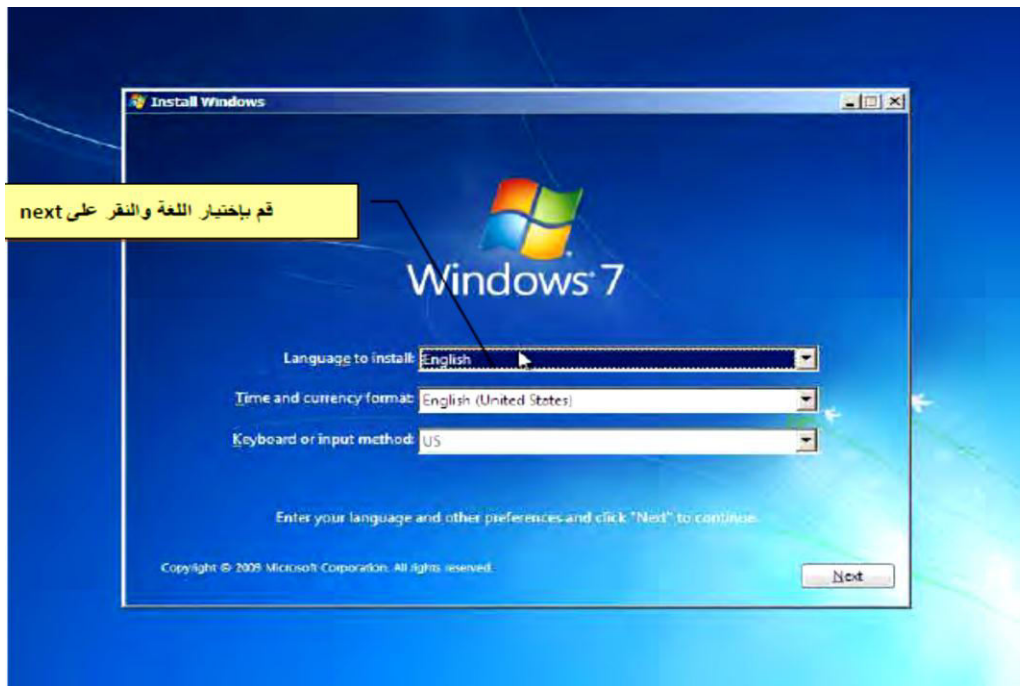 Install Windows
قم بإختيار اللغة والنقر على next
Windows 7
Language to install: English
Time and currency format: English (United States)
Keyboard or input method: US
Enter your language and other preferences and click "Next" to continue.
Copyright © 2009 Microsoft Corporation. All rights reserved.
Next